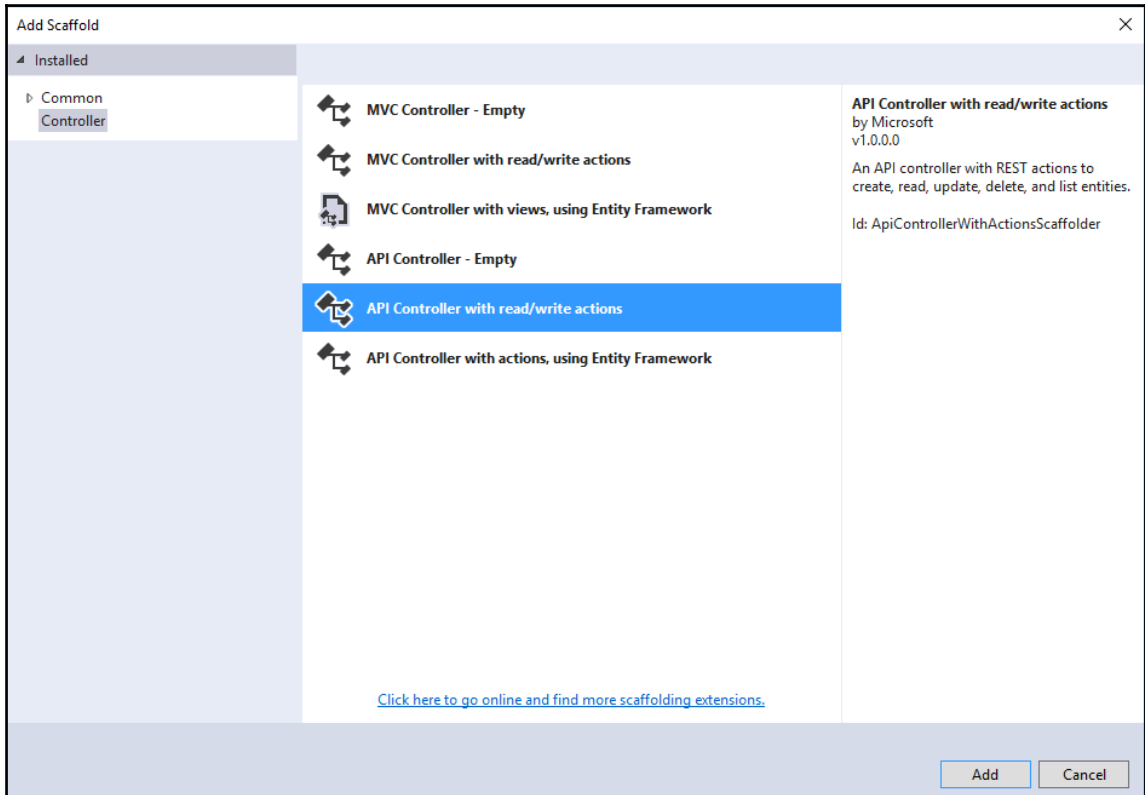 Add Scaffold
Installed
Common
Controller
MVC Controller - Empty
MVC Controller with read/write actions
MVC Controller with views, using Entity Framework
API Controller - Empty
API Controller with read/write actions
API Controller with actions, using Entity Framework
Click here to go online and find more scaffolding extensions.
API Controller with read/write actions
by Microsoft
v1.0.0.0
An API controller with REST actions to
create, read, update, delete, and list entities.
Id: ApiControllerWithActionsScaffolder
Add
Cancel